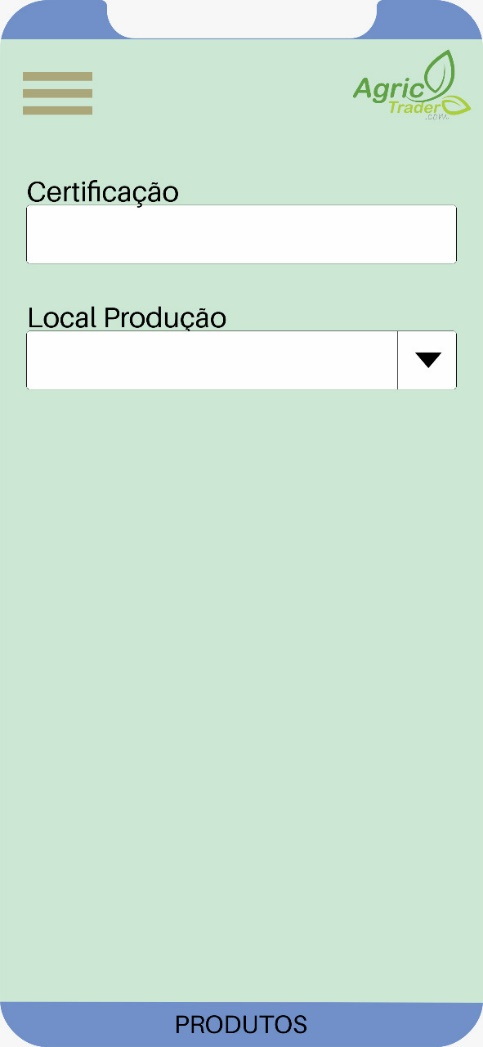 Agric
Trader
.com
Certificação
Local Produção
PRODUTOS